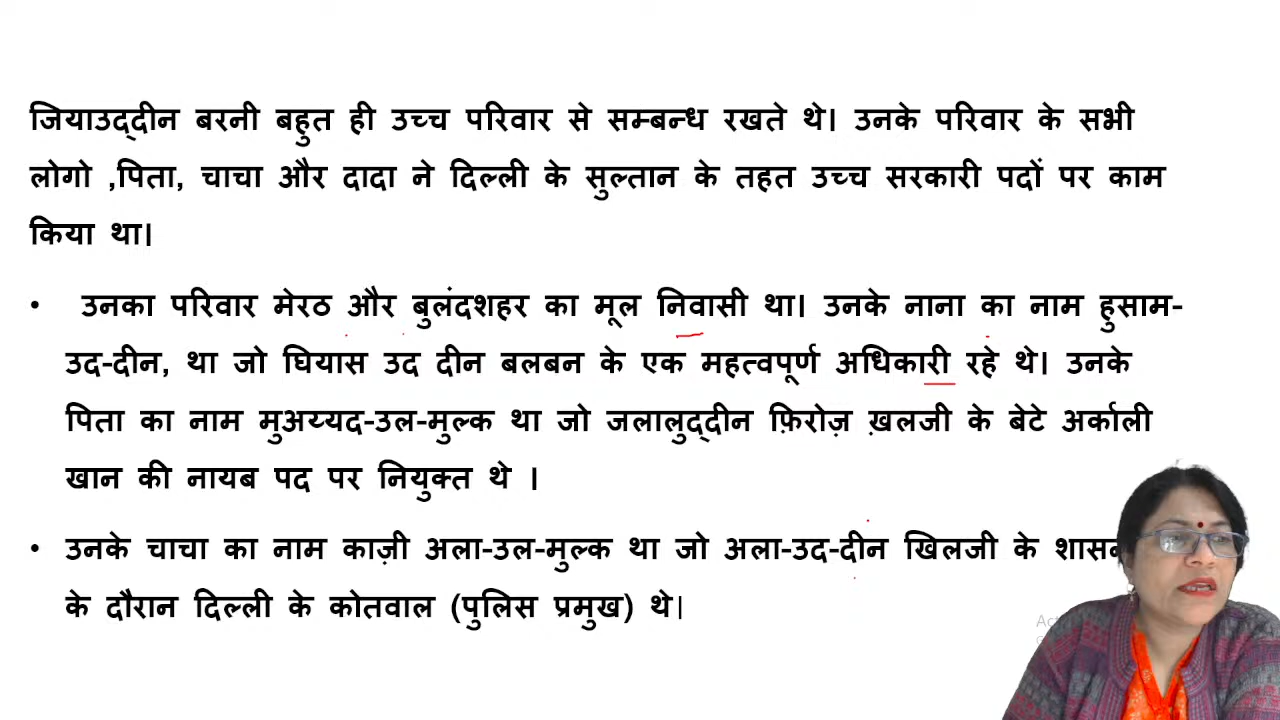 जियाउद्दीन बरनी बहुत ही उच्च परिवार से सम्बन्ध रखते थे। उनके परिवार के सभी
लोगो ,पिता, चाचा और दादा ने दिल्ली के सुल्तान के तहत उच्च सरकारी पदों पर काम
किया था।
• उनका परिवार मेरठ और बुलंदशहर का मूल निवासी था। उनके नाना का नाम हुसाम-
उद-दीन, था जो घियास उद दीन बलबन के एक महत्वपूर्ण अधिकारी रहे थे। उनके
पिता का नाम मुअय्यद-उल-मुल्क था जो जलालुद्दीन फ़िरोज़ ख़लजी के बेटे अर्काली
खान की नायब पद पर नियुक्त थे ।
• उनके चाचा का नाम काज़ी अला-उल-मुल्क था जो अला-उद-दीन खिलजी के
के दौरान दिल्ली के कोतवाल (पुलिस प्रमुख) थे|